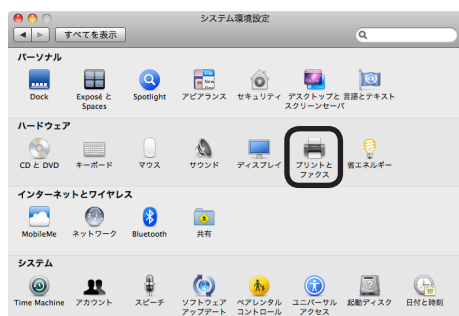 システム環境設定
すべてを表示
パーソナル
Dock
Exposé と
Spaces
Spotlight
アピアランス
セキュリティ
デスクトップと
スクリーンセーバ
言語とテキスト
ハードウェア
CD と DVD
キーボード
マウス
サウンド
ディスプレイ
プリントと
ファクス
省エネルギー
インターネットとワイヤレス
MobileMe
ネットワーク
Bluetooth
共有
システム
Time Machine
アカウント
スピーチ
ソフトウェア
アップデート
ペアレンタル
コントロール
ユニバーサル
アクセス
起動ディスク
日付と時刻